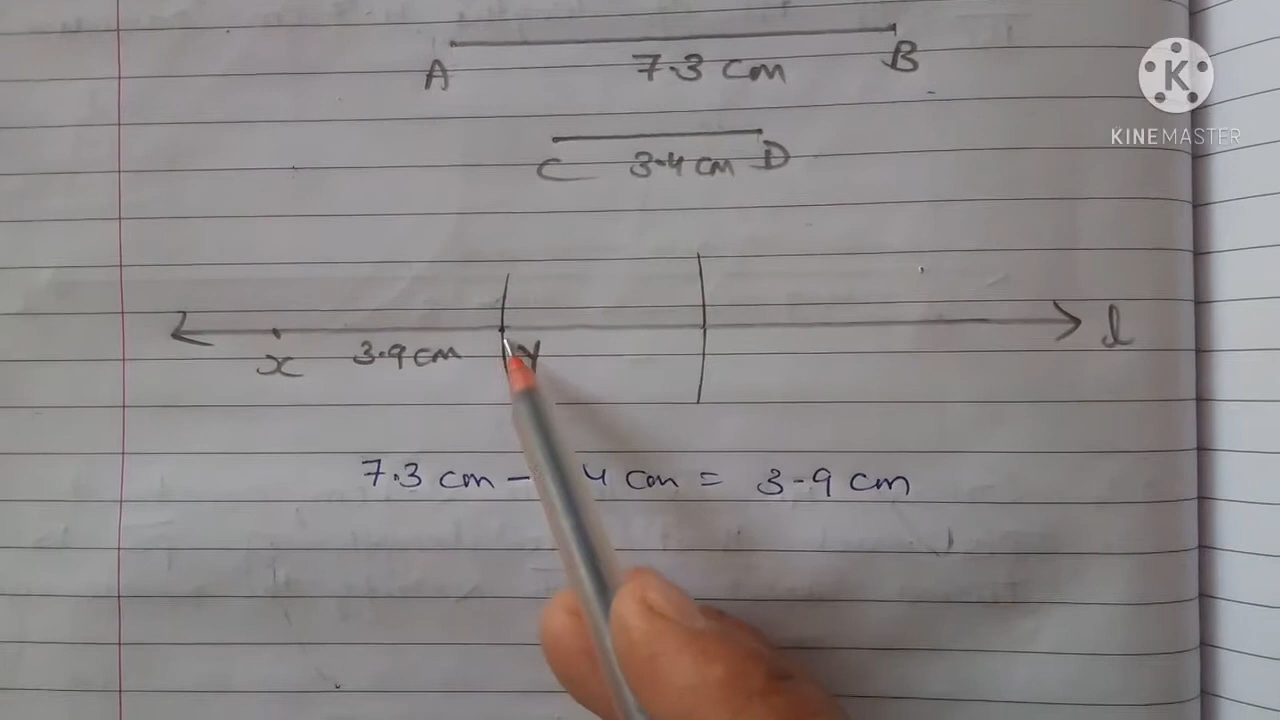 A 7.3 cm B
K
KINEMASTER
C 3.4 cm D
l
x 3.9 cm Y
7.3 cm - 4 cm = 3.9 cm